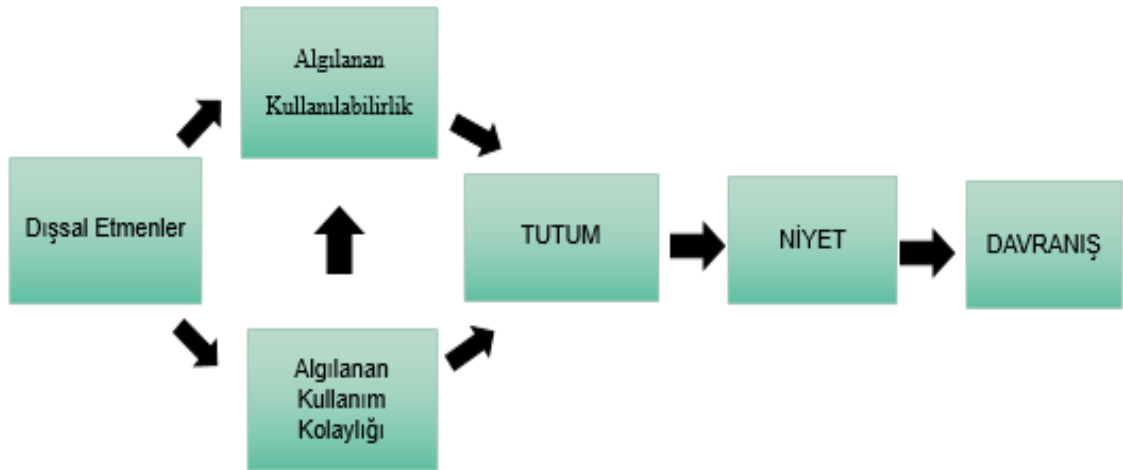 Algılanan
Kullanılabilirlik
Dışsal Etmenler
TUTUM
NİYET
DAVRANIŞ
Algılanan
Kullanım
Kolaylığı